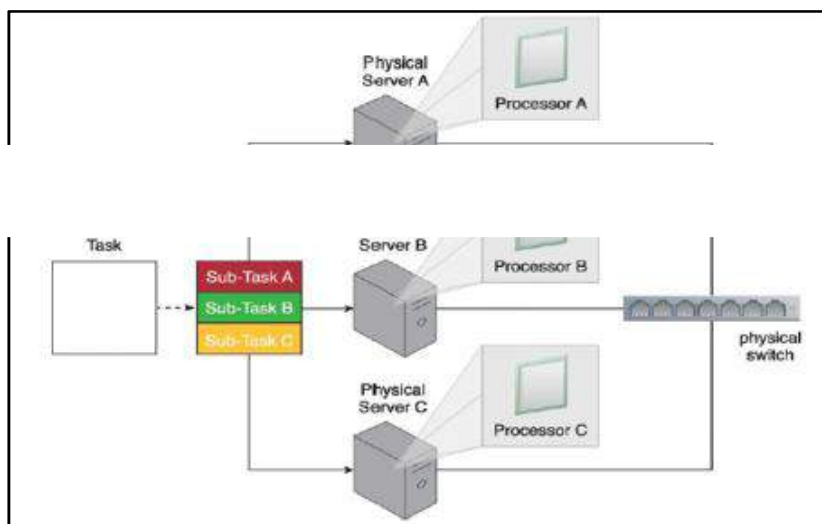 Physical
Server A
Processor A
Task
Server B
Processor B
Sub-Task A
Sub-Task B
Sub-Task C
physical
switch
Physical
Server C
Processor C